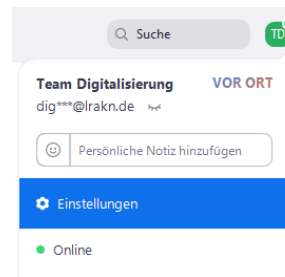 Suche
TD
Team Digitalisierung VOR ORT
dig***@lrakn.de
Persönliche Notiz hinzufügen
Einstellungen
Online